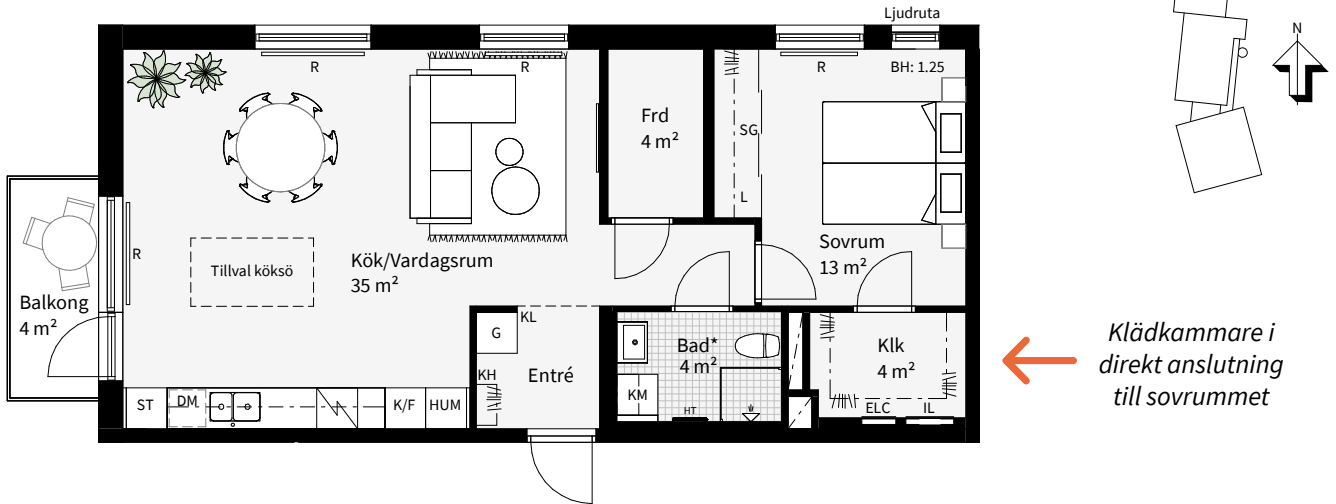 Ljudruta
N
R
R
R
BH: 1.25
Frd
4 m²
SG
L
R
Tillval köksö
Kök/Vardagsrum
35 m²
Sovrum
13 m²
Balkong
4 m²
KL
G
KH
Entré
Bad*
4 m²
KM
HT
Klk
4 m²
ELC
IL
ST
DM
K/F
HUM
Klädkammare i
direkt anslutning
till sovrummet